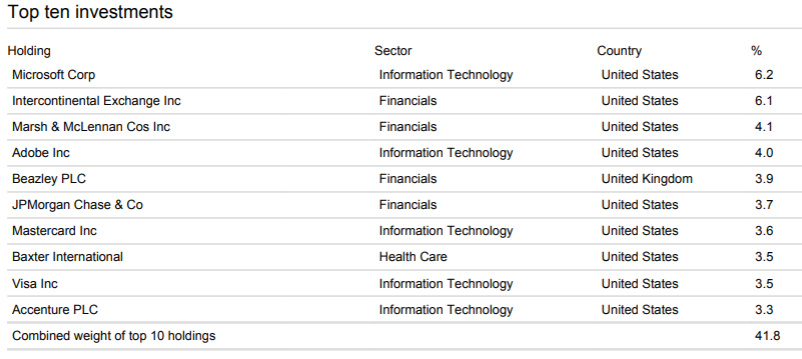 Top ten investments
Holding Sector Country %
Microsoft Corp Information Technology United States 6.2
Intercontinental Exchange Inc Financials United States 6.1
Marsh & McLennan Cos Inc Financials United States 4.1
Adobe Inc Information Technology United States 4.0
Beazley PLC Financials United Kingdom 3.9
JPMorgan Chase & Co Financials United States 3.7
Mastercard Inc Information Technology United States 3.6
Baxter International Health Care United States 3.5
Visa Inc Information Technology United States 3.5
Accenture PLC Information Technology United States 3.3
Combined weight of top 10 holdings 41.8